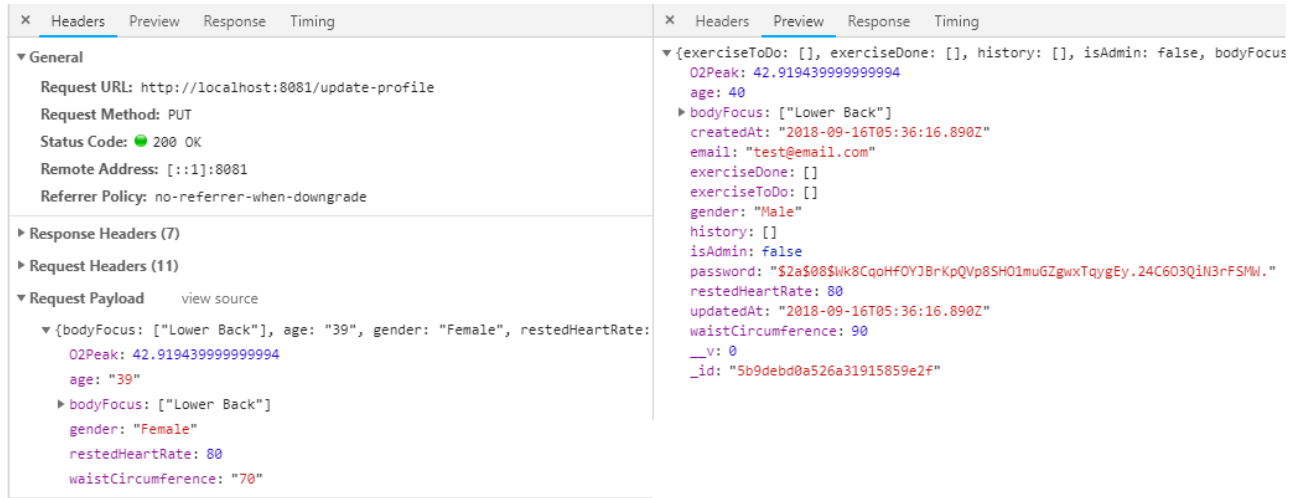 × Headers Preview Response Timing
▼ General
Request URL: http://localhost:8081/update-profile
Request Method: PUT
Status Code: 200 OK
Remote Address: [::1]:8081
Referrer Policy: no-referrer-when-downgrade
▶ Response Headers (7)
▶ Request Headers (11)
▼ Request Payload view source
▼ {bodyFocus: ["Lower Back"], age: "39", gender: "Female", restedHeartRate:
O2Peak: 42.919439999999994
age: "39"
▶ bodyFocus: ["Lower Back"]
gender: "Female"
restedHeartRate: 80
waistCircumference: "70"
× Headers Preview Response Timing
▼ {exerciseToDo: [], exerciseDone: [], history: [], isAdmin: false, bodyFocus
O2Peak: 42.919439999999994
age: 40
▶ bodyFocus: ["Lower Back"]
createdAt: "2018-09-16T05:36:16.890Z"
email: "test@email.com"
exerciseDone: []
exerciseToDo: []
gender: "Male"
history: []
isAdmin: false
password: "$2a$08$Wk8CqoHfOYJBrKpQVp8SHO1muGZgwxTqygEy.24C6O3QiN3rFSMW."
restedHeartRate: 80
updatedAt: "2018-09-16T05:36:16.890Z"
waistCircumference: 90
__v: 0
_id: "5b9debd0a526a31915859e2f"